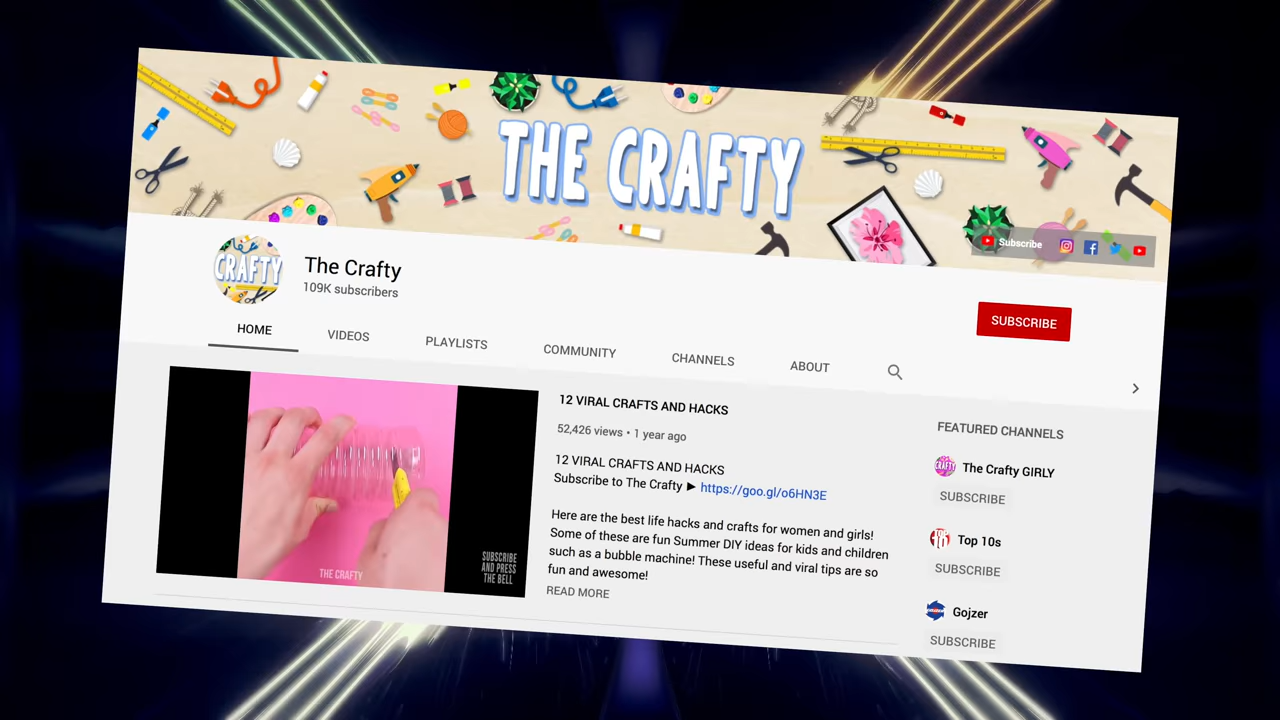 THE CRAFTY
Subscribe
CRAFTY
The Crafty
109K subscribers
SUBSCRIBE
HOME VIDEOS PLAYLISTS COMMUNITY CHANNELS ABOUT
THE CRAFTY
SUBSCRIBE
AND PRESS
THE BELL
12 VIRAL CRAFTS AND HACKS
52,426 views • 1 year ago
12 VIRAL CRAFTS AND HACKS
Subscribe to The Crafty ► https://goo.gl/o6HN3E
Here are the best life hacks and crafts for women and girls!
Some of these are fun Summer DIY ideas for kids and children
such as a bubble machine! These useful and viral tips are so
fun and awesome!
READ MORE
FEATURED CHANNELS
CRAFTY
The Crafty GIRLY
SUBSCRIBE
TOP 10s
Top 10s
SUBSCRIBE
Gojzer
SUBSCRIBE